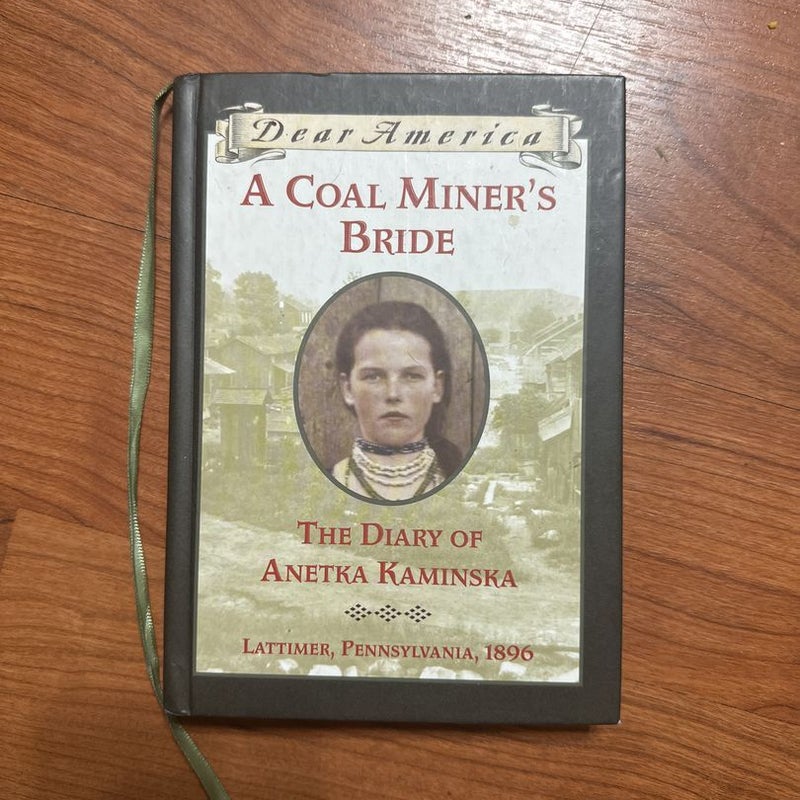 Dear America
A COAL MINER'S
BRIDE
THE DIARY OF
ANETKA KAMINSKA
LATTIMER, PENNSYLVANIA, 1896